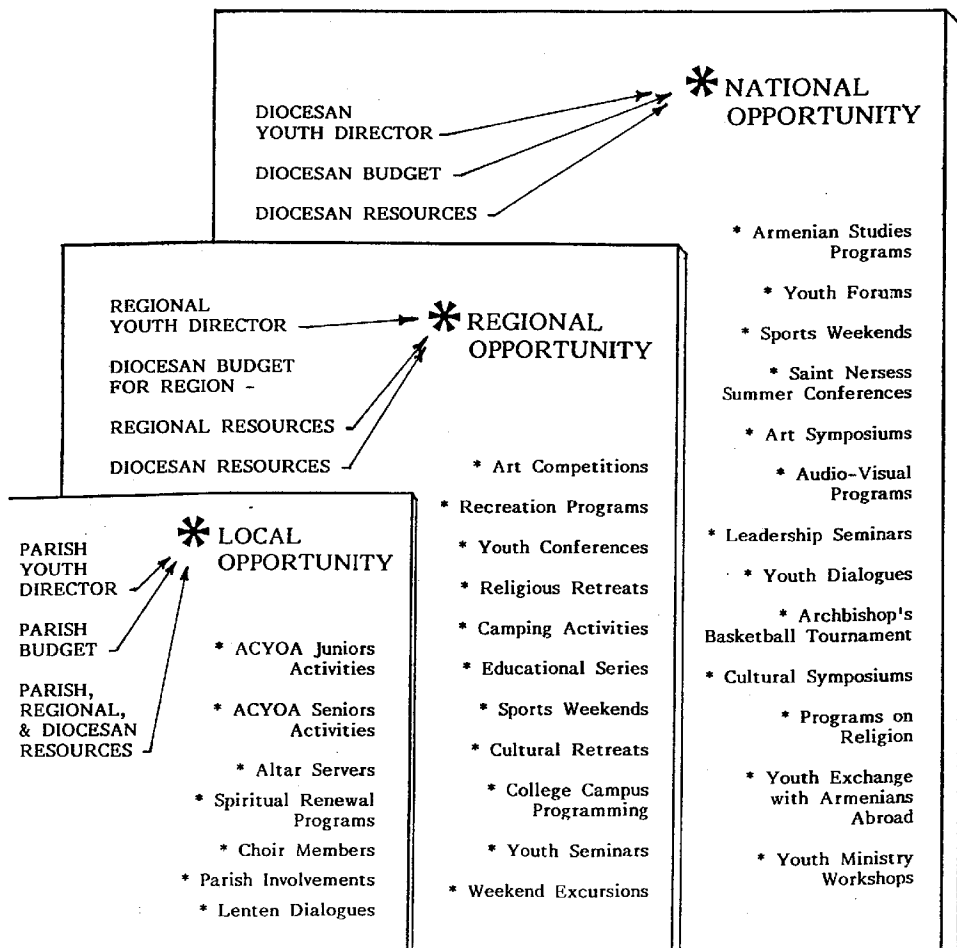 * NATIONAL
OPPORTUNITY
DIOCESAN
YOUTH DIRECTOR
DIOCESAN BUDGET
DIOCESAN RESOURCES
* Armenian Studies
Programs
* Youth Forums
* Sports Weekends
* Saint Nersess
Summer Conferences
* Art Symposiums
* Audio-Visual
Programs
* Leadership Seminars
* Youth Dialogues
* Archbishop's
Basketball Tournament
* Cultural Symposiums
* Programs on
Religion
* Youth Exchange
with Armenians
Abroad
* Youth Ministry
Workshops
* REGIONAL
OPPORTUNITY
REGIONAL
YOUTH DIRECTOR
DIOCESAN BUDGET
FOR REGION -
REGIONAL RESOURCES
DIOCESAN RESOURCES
* Art Competitions
* Recreation Programs
* Youth Conferences
* Religious Retreats
* Camping Activities
* Educational Series
* Sports Weekends
* Cultural Retreats
* College Campus
Programming
* Youth Seminars
* Weekend Excursions
* LOCAL
OPPORTUNITY
PARISH
YOUTH
DIRECTOR
PARISH
BUDGET
PARISH,
REGIONAL,
& DIOCESAN
RESOURCES
* ACYOA Juniors
Activities
* ACYOA Seniors
Activities
* Altar Servers
* Spiritual Renewal
Programs
* Choir Members
* Parish Involvements
* Lenten Dialogues